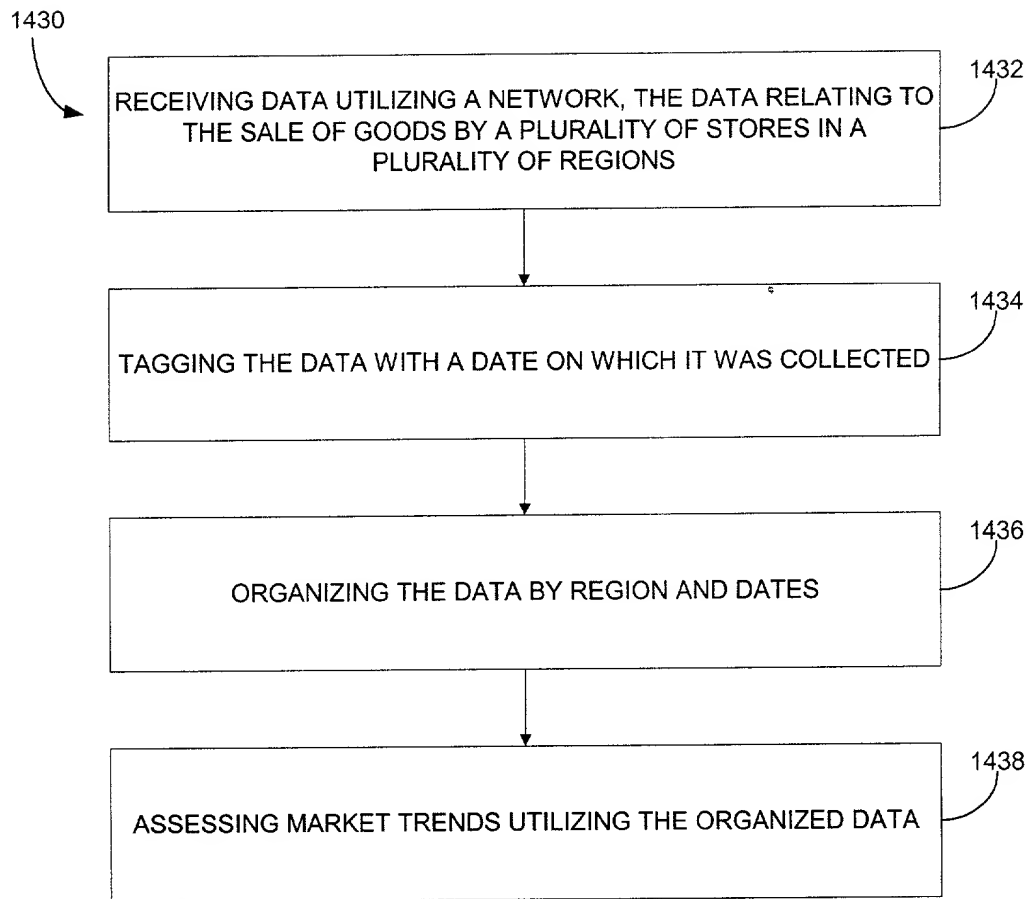 1430
1432
RECEIVING DATA UTILIZING A NETWORK, THE DATA RELATING TO
THE SALE OF GOODS BY A PLURALITY OF STORES IN A
PLURALITY OF REGIONS
1434
TAGGING THE DATA WITH A DATE ON WHICH IT WAS COLLECTED
1436
ORGANIZING THE DATA BY REGION AND DATES
1438
ASSESSING MARKET TRENDS UTILIZING THE ORGANIZED DATA